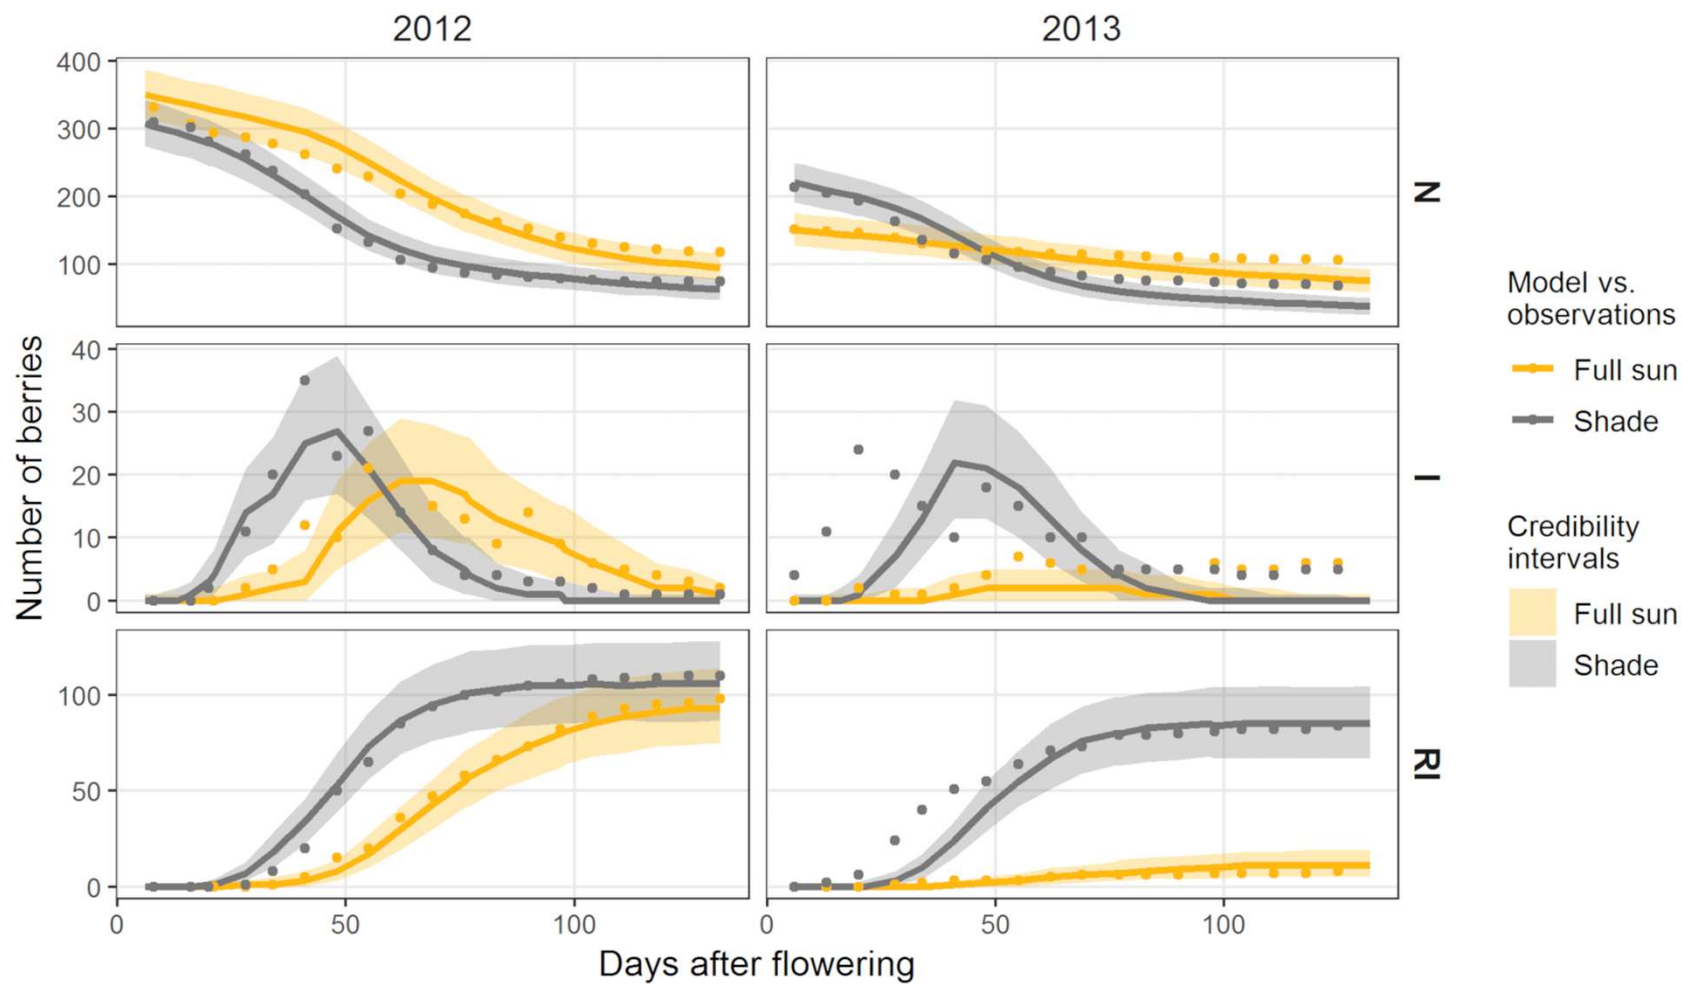 2012
2013
400
300
200
100
N
40
30
20
10
0
I
100
50
0
RI
0
50
100
0
50
100
Number of berries
Days after flowering
Model vs.
observations
Full sun
Shade
Credibility
intervals
Full sun
Shade